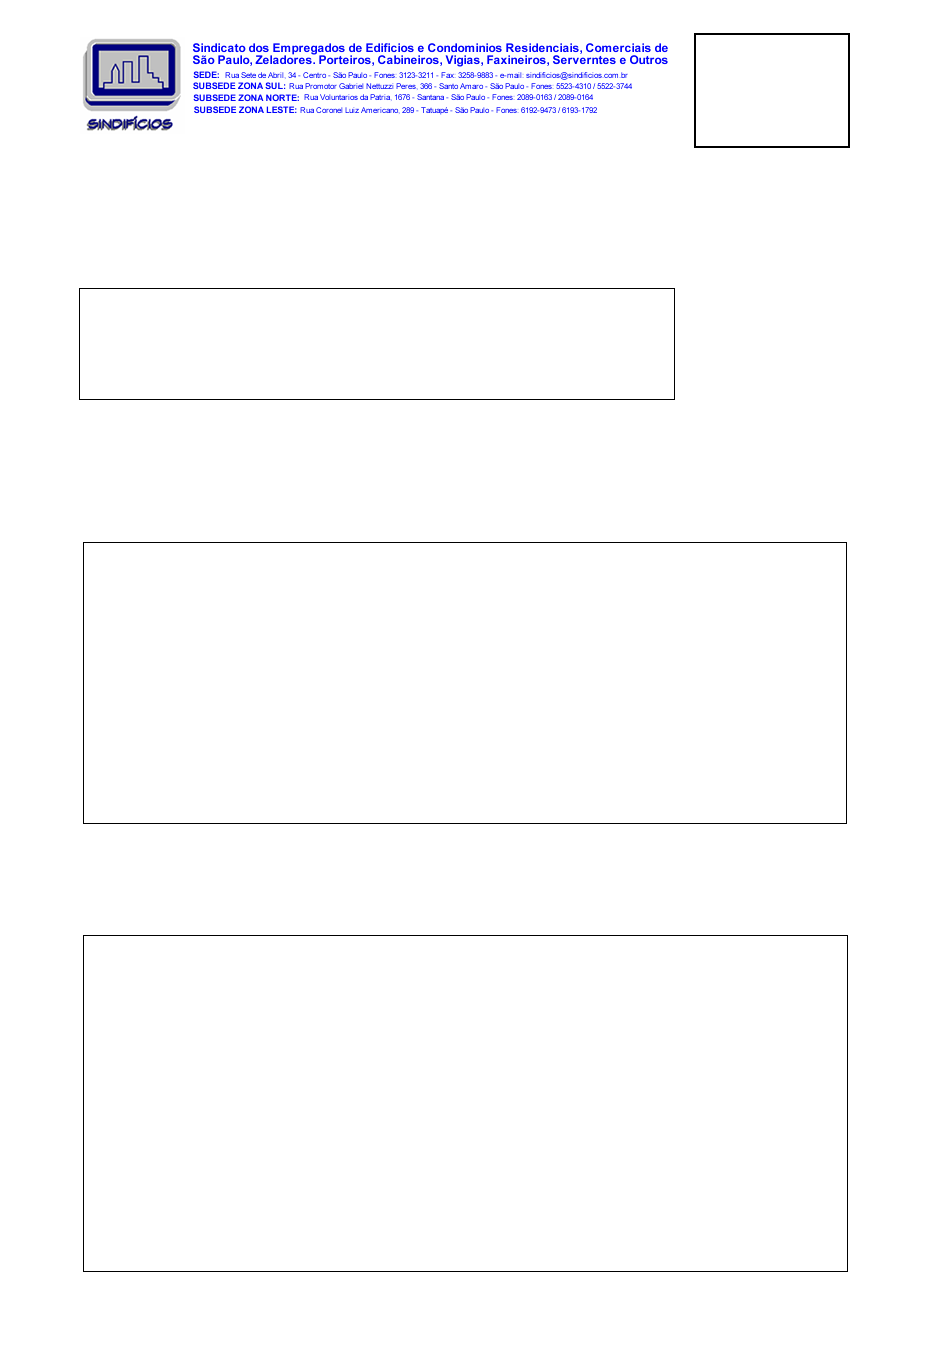 Sindicato dos Empregados de Edificios e Condominios Residenciais, Comerciais de
São Paulo, Zeladores. Porteiros, Cabineiros, Vigias, Faxineiros, Serverntes e Outros
SEDE: Rua Sete de Abril, 34 - Centro - São Paulo - Fones: 3123-3211 - Fax: 3258-9883 - e-mail: sindificios@sindificios.com.br
SUBSEDE ZONA SUL: Rua Promotor Gabriel Nettuzzi Peres, 366 - Santo Amaro - São Paulo - Fones: 5523-4310 / 5522-3744
SUBSEDE ZONA NORTE: Rua Voluntarios da Patria, 1676 - Santana - São Paulo - Fones: 2089-0163 / 2089-0164
SUBSEDE ZONA LESTE: Rua Coronel Luiz Americano, 289 - Tatuapé - São Paulo - Fones: 6192-9473 / 6193-1792
SINDIFÍCIOS